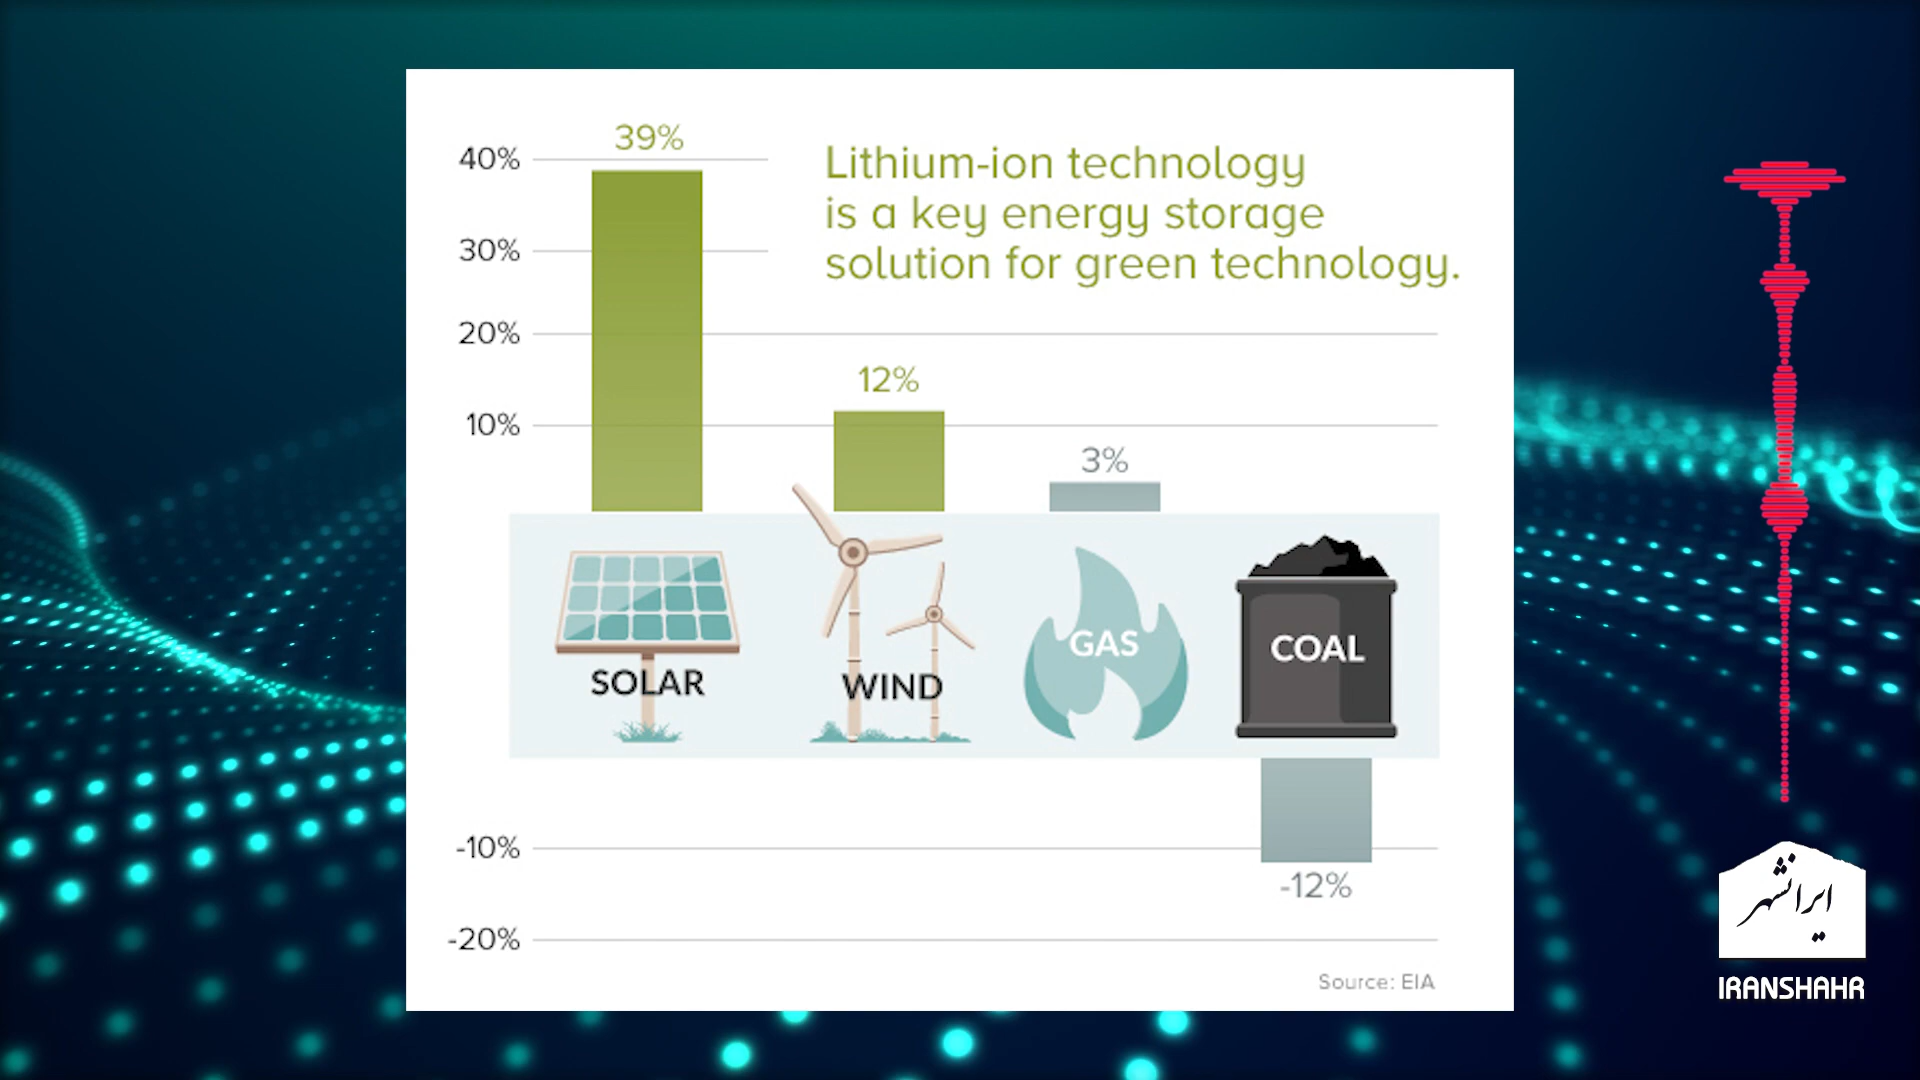 39%
40%
30%
20%
10%
-10%
-20%
Lithium-ion technology
is a key energy storage
solution for green technology.
12%
3%
SOLAR
WIND
GAS
COAL
-12%
Source: EIA
ایرانشهر
IRANSHAHR